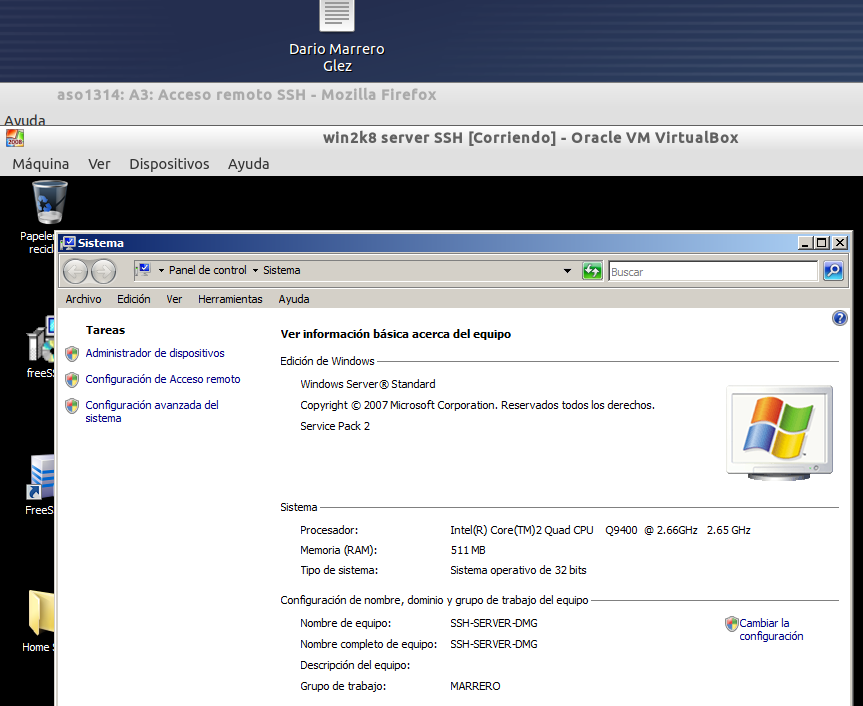 Dario Marrero
Glez
aso1314: A3: Acceso remoto SSH - Mozilla Firefox
Ayuda
win2k8 server SSH [Corriendo] - Oracle VM VirtualBox
Máquina Ver Dispositivos Ayuda
Sistema
Panel de control Sistema
Buscar
Archivo Edición Ver Herramientas Ayuda
Tareas
Administrador de dispositivos
Configuración de Acceso remoto
Configuración avanzada del
sistema
Ver información básica acerca del equipo
Edición de Windows
Windows Server® Standard
Copyright © 2007 Microsoft Corporation. Reservados todos los derechos.
Service Pack 2
Sistema
Procesador: Intel(R) Core(TM)2 Quad CPU Q9400 @ 2.66GHz 2.65 GHz
Memoria (RAM): 511 MB
Tipo de sistema: Sistema operativo de 32 bits
Configuración de nombre, dominio y grupo de trabajo del equipo
Nombre de equipo: SSH-SERVER-DMG
Cambiar la
configuración
Nombre completo de equipo: SSH-SERVER-DMG
Descripción del equipo:
Grupo de trabajo: MARRERO
Papele
recic
freeSS
FreeS
Home S